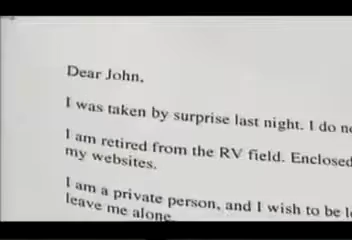 Dear John,
I was taken by surprise last night. I do
I am retired from the RV field. Enclosed
my websites.
I am a private person, and I wish to be
leave me alone.